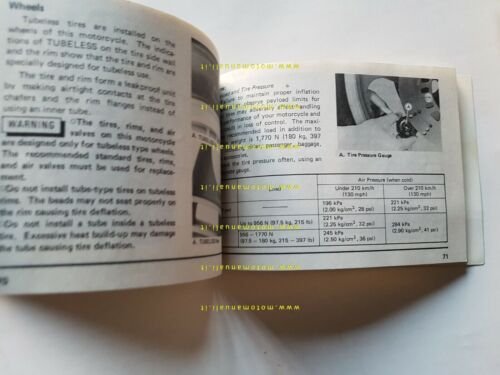 Wheels
Tubeless tires are installed on the
wheels of this motorcycle. The indica-
tions of TUBELESS on the tire side wall
and the rim show that the tire and rim are
specially designed for tubeless use.
The tire and rim form a leakproof unit
by making airtight contacts at the tire
chafers and the rim flanges instead of
using an inner tube.
WARNING
The tires, rims, and air
valves on this motorcycle
are designed only for tubeless type wheels.
The recommended standard tires, rims,
and air valves must be used for replace-
ment.
Do not install tube-type tires on tubeless
rims. The beads may not seat properly on
the rim causing tire deflation.
Do not install a tube inside a tubeless
tire. Excessive heat build-up may damage
the tube causing tire deflation.
A. TUBELESS
and Tire Pressure
to maintain proper inflation
observe payload limits for
may adversely affect handling
performance of your motorcycle and
result in loss of control. The maxi-
recommended load in addition to
is 1,770 N (180 kg, 397
passenger, baggage,
accessories.
the tire pressure often, using an
gauge.
A. Tire Pressure Gauge
Air Pressure (when cold)
Under 210 km/h
(130 mph)
Over 210 km/h
(130 mph)
196 kPa
(2.00 kg/cm², 28 psi)
221 kPa
(2.25 kg/cm², 32 psi)
Up to 956 N (97.5 kg, 215 lb)
221 kPa
(2.25 kg/cm², 32 psi)
284 kPa
(2.90 kg/cm², 41 psi)
956 - 1770 N
(97.5 - 180 kg, 215 - 397 lb)
245 kPa
(2.50 kg/cm², 36 psi)
71
www.motomanuali.it
www.motomanuali.it
www.motomanuali.it